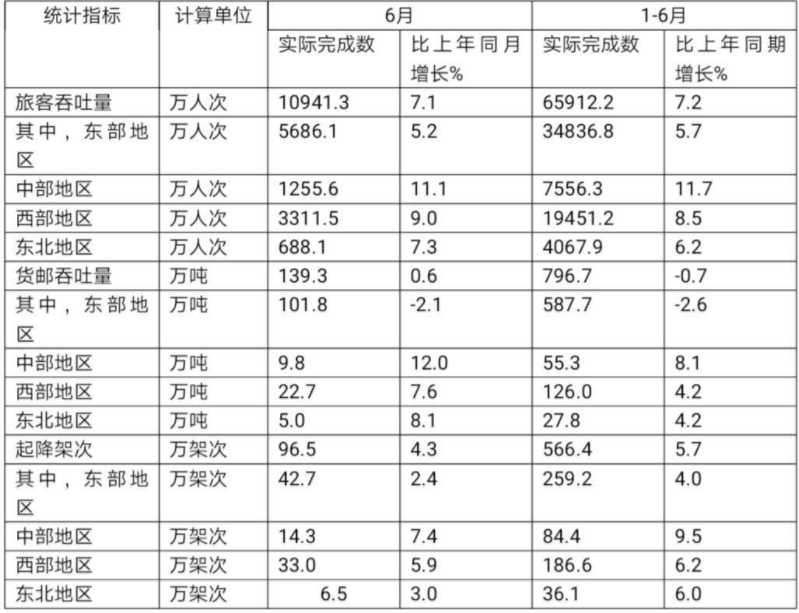 统计指标 计算单位 6月 1-6月
实际完成数 比上年同月 实际完成数 比上年同期
增长% 增长%
旅客吞吐量 万人次 10941.3 7.1 65912.2 7.2
其中，东部地 万人次 5686.1 5.2 34836.8 5.7
区
中部地区 万人次 1255.6 11.1 7556.3 11.7
西部地区 万人次 3311.5 9.0 19451.2 8.5
东北地区 万人次 688.1 7.3 4067.9 6.2
货邮吞吐量 万吨 139.3 0.6 796.7 -0.7
其中，东部地 万吨 101.8 -2.1 587.7 -2.6
区
中部地区 万吨 9.8 12.0 55.3 8.1
西部地区 万吨 22.7 7.6 126.0 4.2
东北地区 万吨 5.0 8.1 27.8 4.2
起降架次 万架次 96.5 4.3 566.4 5.7
其中，东部地 万架次 42.7 2.4 259.2 4.0
区
中部地区 万架次 14.3 7.4 84.4 9.5
西部地区 万架次 33.0 5.9 186.6 6.2
东北地区 万架次 6.5 3.0 36.1 6.0